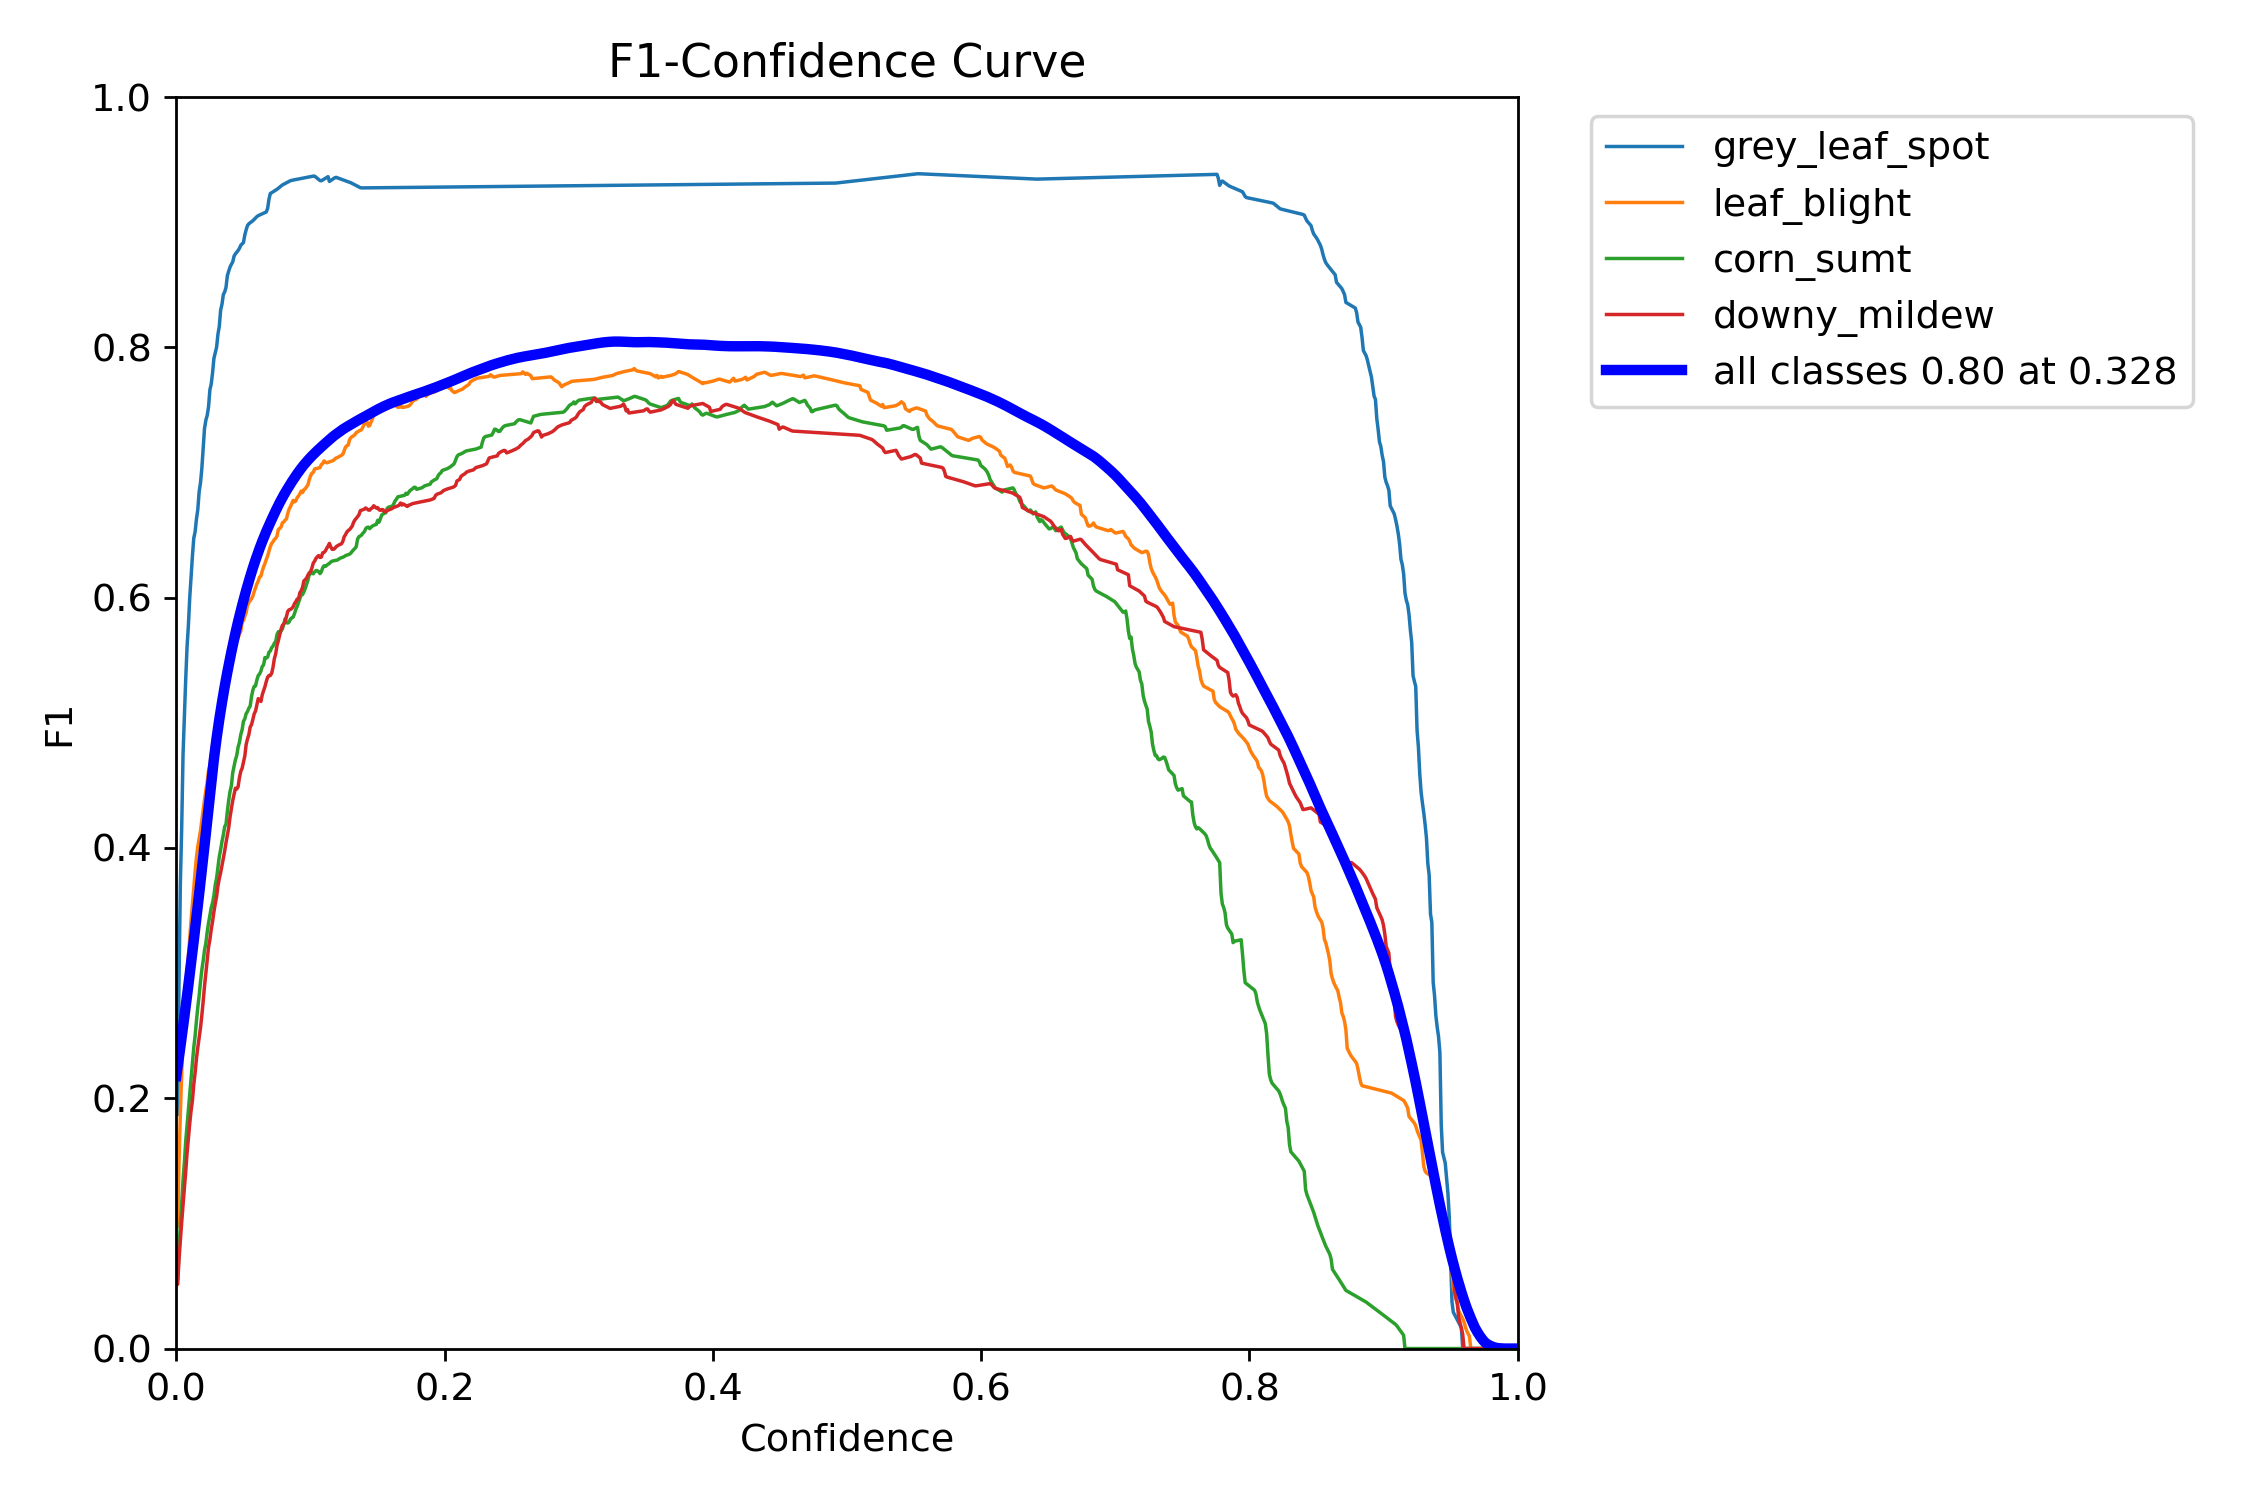 F1-Confidence Curve
1.0
0.8
0.6
0.4
0.2
0.0
F1
0.0 0.2 0.4 0.6 0.8 1.0
Confidence
grey_leaf_spot
leaf_blight
corn_sumt
downy_mildew
all classes 0.80 at 0.328